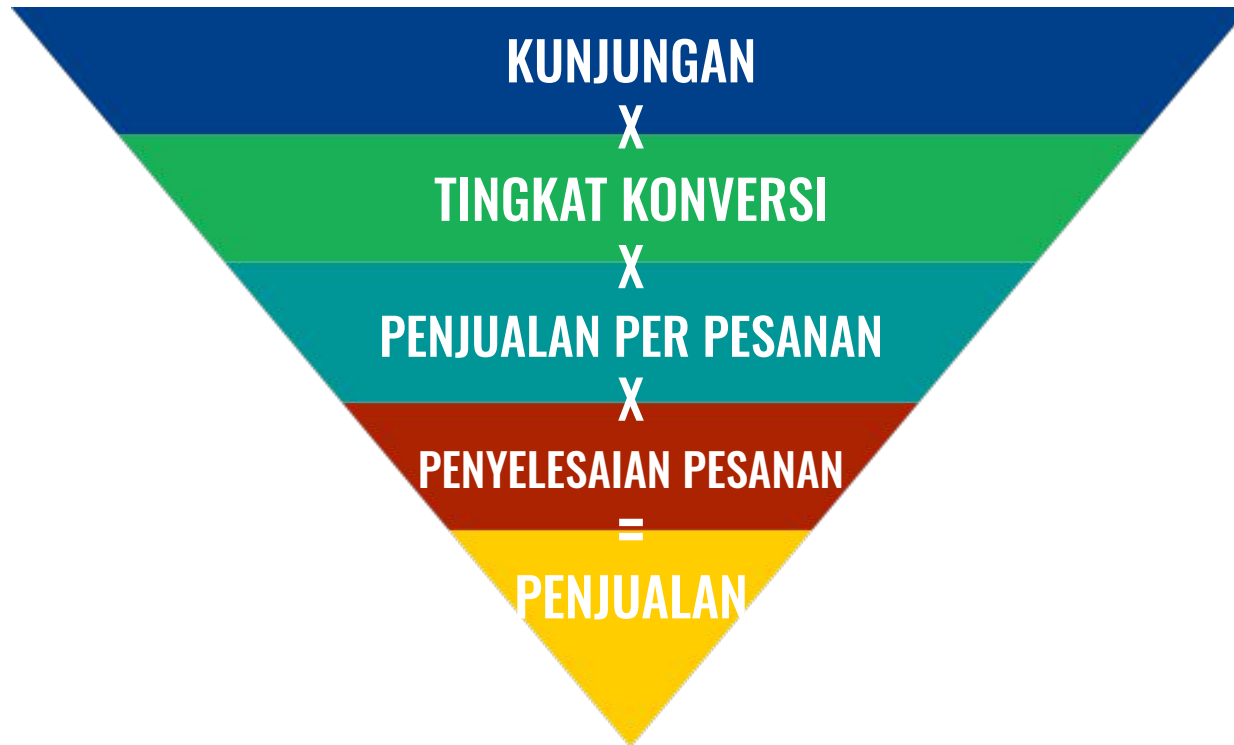 KUNJUNGAN
X
TINGKAT KONVERSI
X
PENJUALAN PER PESANAN
X
PENYELESAIAN PESANAN
=
PENJUALAN